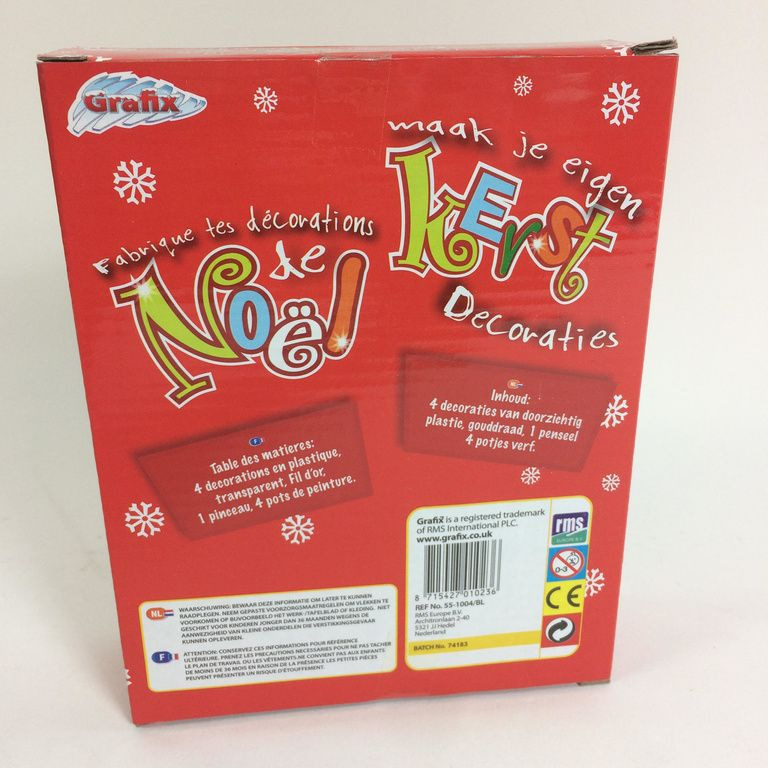 Grafix
maak je eigen
kerst
Decoraties
Fabrique tes décorations
de
Noël
NL
Inhoud:
4 decoraties van doorzichtig
plastic, gouddraad, 1 penseel
4 potjes verf.
F
Table des matieres:
4 decorations en plastique,
transparent, Fil d'or,
1 pinceau, 4 pots de peinture.
Grafix is a registered trademark
of RMS International PLC.
www.grafix.co.uk
8 715427 010236
REF No. 55-1004/BL
RMS Europe B.V.
Architronlaan 2-40
5321 JJ Hedel
Nederland
BATCH No. 74183
rms
EUROPE B.V.
0-3
CE
NL
WAARSCHUWING: BEWAAR DEZE INFORMATIE OM LATER TE KUNNEN
RAADPLEGEN. NEEM GEPASTE VOORZORGSMAATREGELEN OM VLEKKEN TE
VOORKOMEN OP BIJVOORBEELD HET WERK-/TAFELBLAD OF KLEDING. NIET
GESCHIKT VOOR KINDEREN JONGER DAN 36 MAANDEN WEGENS DE
AANWEZIGHEID VAN KLEINE ONDERDELEN DIE VERSTIKKINGSGEVAAR
KUNNEN OPLEVEREN.
F
ATTENTION: CONSERVEZ CES INFORMATIONS POUR RÉFÉRENCE
ULTÉRIEURE. PRENEZ LES PRÉCAUTIONS NECESSAIRES POUR NE PAS TACHER
LE PLAN DE TRAVAIL OU LES VÊTEMENTS.NE CONVIENT PAS AUX ENFANTS
DE MOINS DE 36 MOIS EN RAISON DE LA PRÉSENCE LES PETITES PIÈCES
PEUVENT PRÉSENTER UN RISQUE D'ÉTOUFFEMENT.